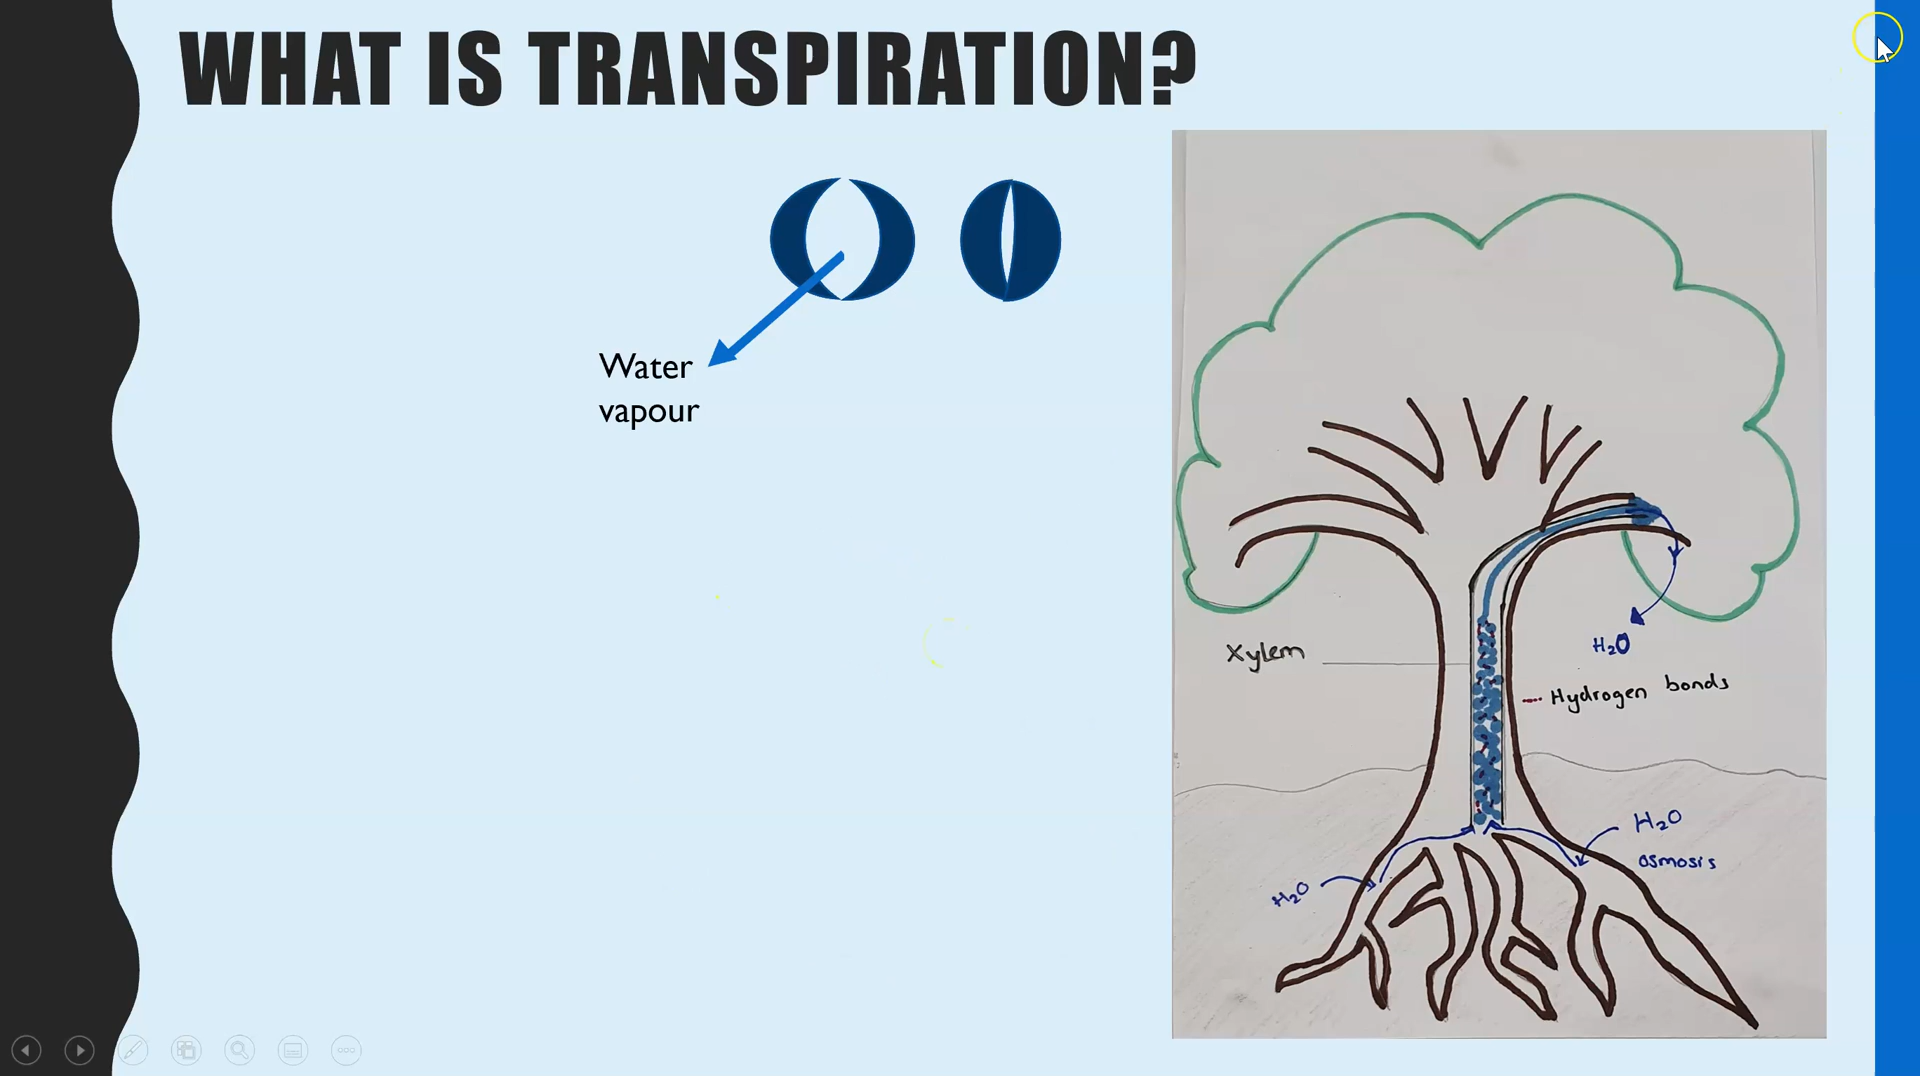 WHAT IS TRANSPIRATION?
Water
vapour
Xylem
H₂O
Hydrogen bonds
H₂O
osmosis
H₂O